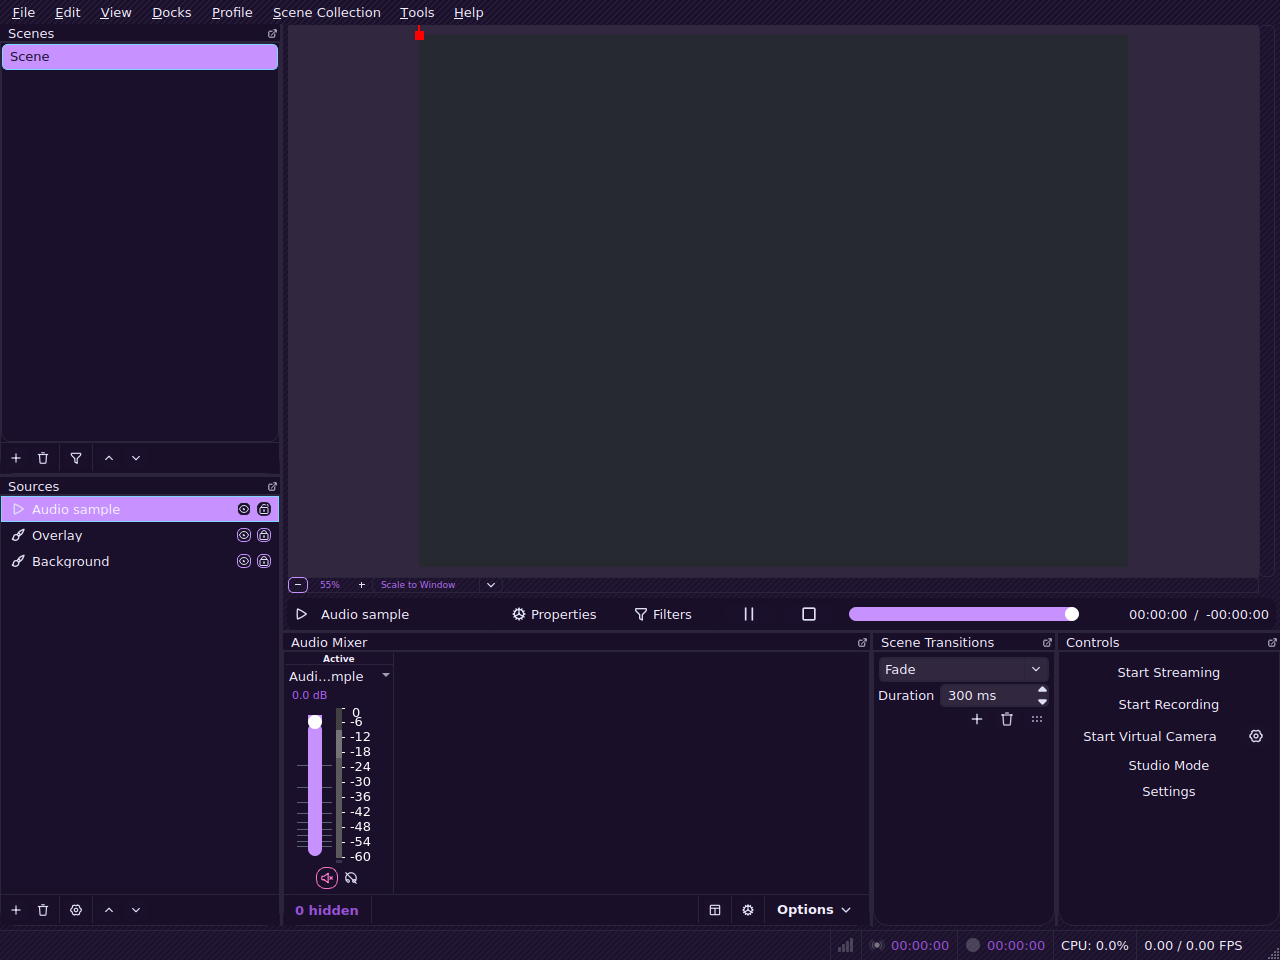 File Edit View Docks Profile Scene Collection Tools Help
Scenes
Scene
Sources
Audio sample
Overlay
Background
55% Scale to Window
Audio sample Properties Filters 00:00:00 / -00:00:00
Audio Mixer
Active
Audi...mple
0.0 dB
0
-6
-12
-18
-24
-30
-36
-42
-48
-54
-60
0 hidden Options
Scene Transitions
Fade
Duration 300 ms
Controls
Start Streaming
Start Recording
Start Virtual Camera
Studio Mode
Settings
00:00:00 00:00:00 CPU: 0.0% 0.00 / 0.00 FPS